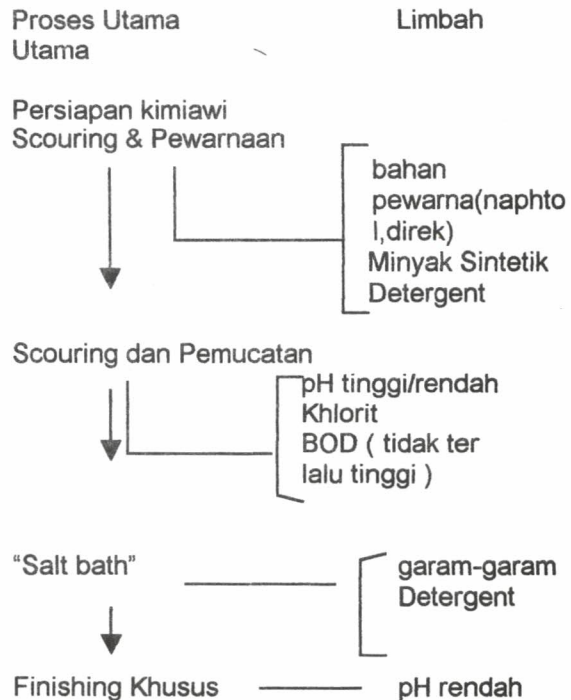 Proses Utama Limbah
Utama
Persiapan kimiawi
Scouring & Pewarnaan
bahan
pewarna(naphto
l,direk)
Minyak Sintetik
Detergent
Scouring dan Pemucatan
pH tinggi/rendah
Khlorit
BOD ( tidak ter
lalu tinggi )
“Salt bath” garam-garam
Detergent
Finishing Khusus pH rendah